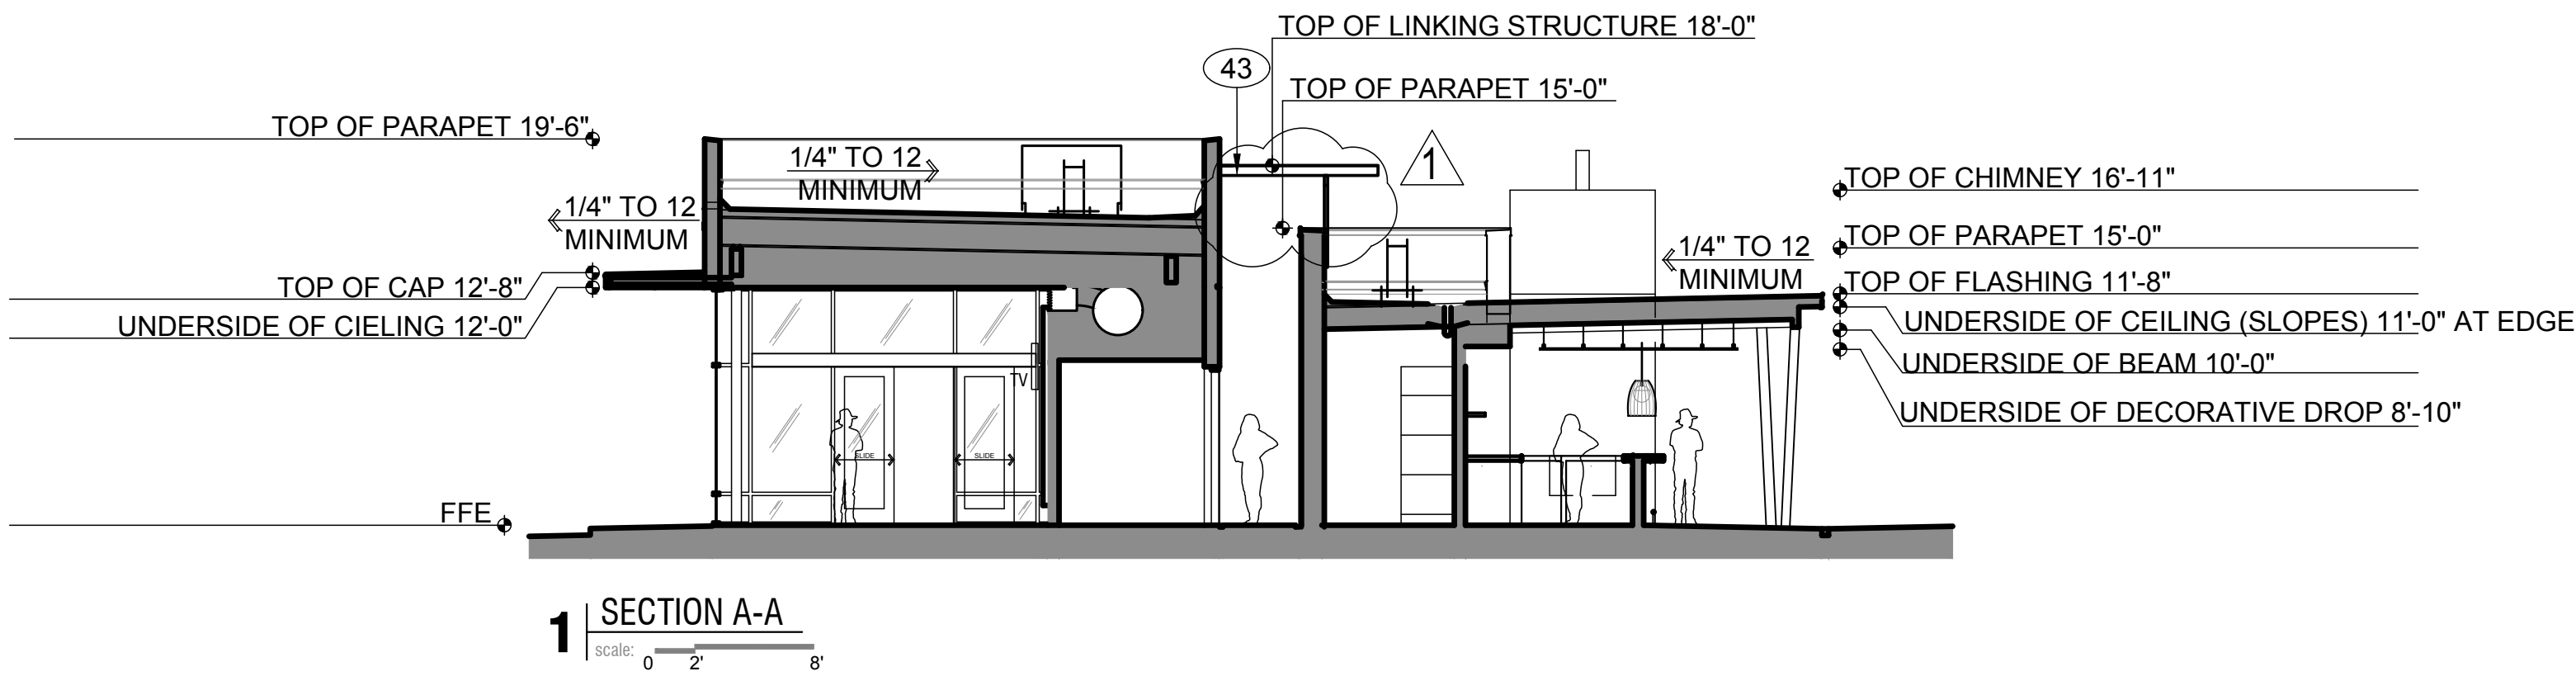 TOP OF LINKING STRUCTURE 18'-0"
43
TOP OF PARAPET 15'-0"
TOP OF PARAPET 19'-6"
1/4" TO 12
MINIMUM
1
TOP OF CHIMNEY 16'-11"
1/4" TO 12
MINIMUM
TOP OF PARAPET 15'-0"
1/4" TO 12
MINIMUM
TOP OF CAP 12'-8"
TOP OF FLASHING 11'-8"
UNDERSIDE OF CIELING 12'-0"
UNDERSIDE OF CEILING (SLOPES) 11'-0" AT EDGE
UNDERSIDE OF BEAM 10'-0"
TV
UNDERSIDE OF DECORATIVE DROP 8'-10"
SLIDE
SLIDE
FFE
1
SECTION A-A
scale:
0 2' 8'